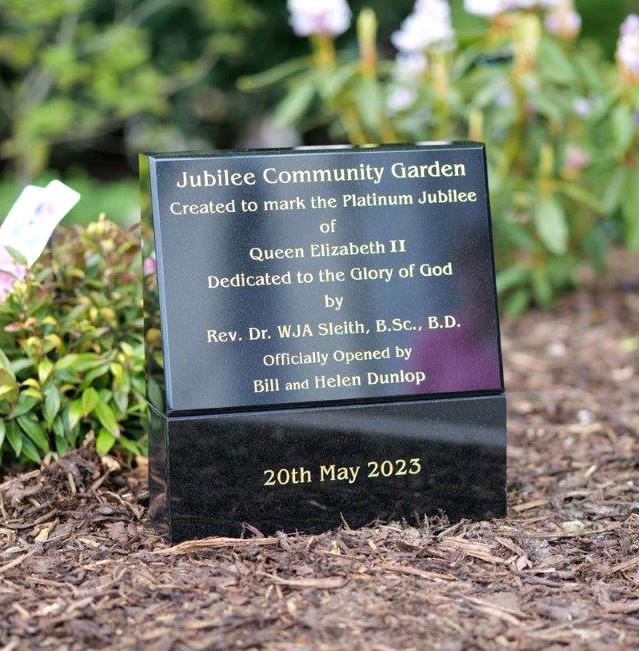 Jubilee Community Garden
Created to mark the Platinum Jubilee
of
Queen Elizabeth II
Dedicated to the Glory of God
by
Rev. Dr. WJA Sleith, B.Sc., B.D.
Officially Opened by
Bill and Helen Dunlop
20th May 2023